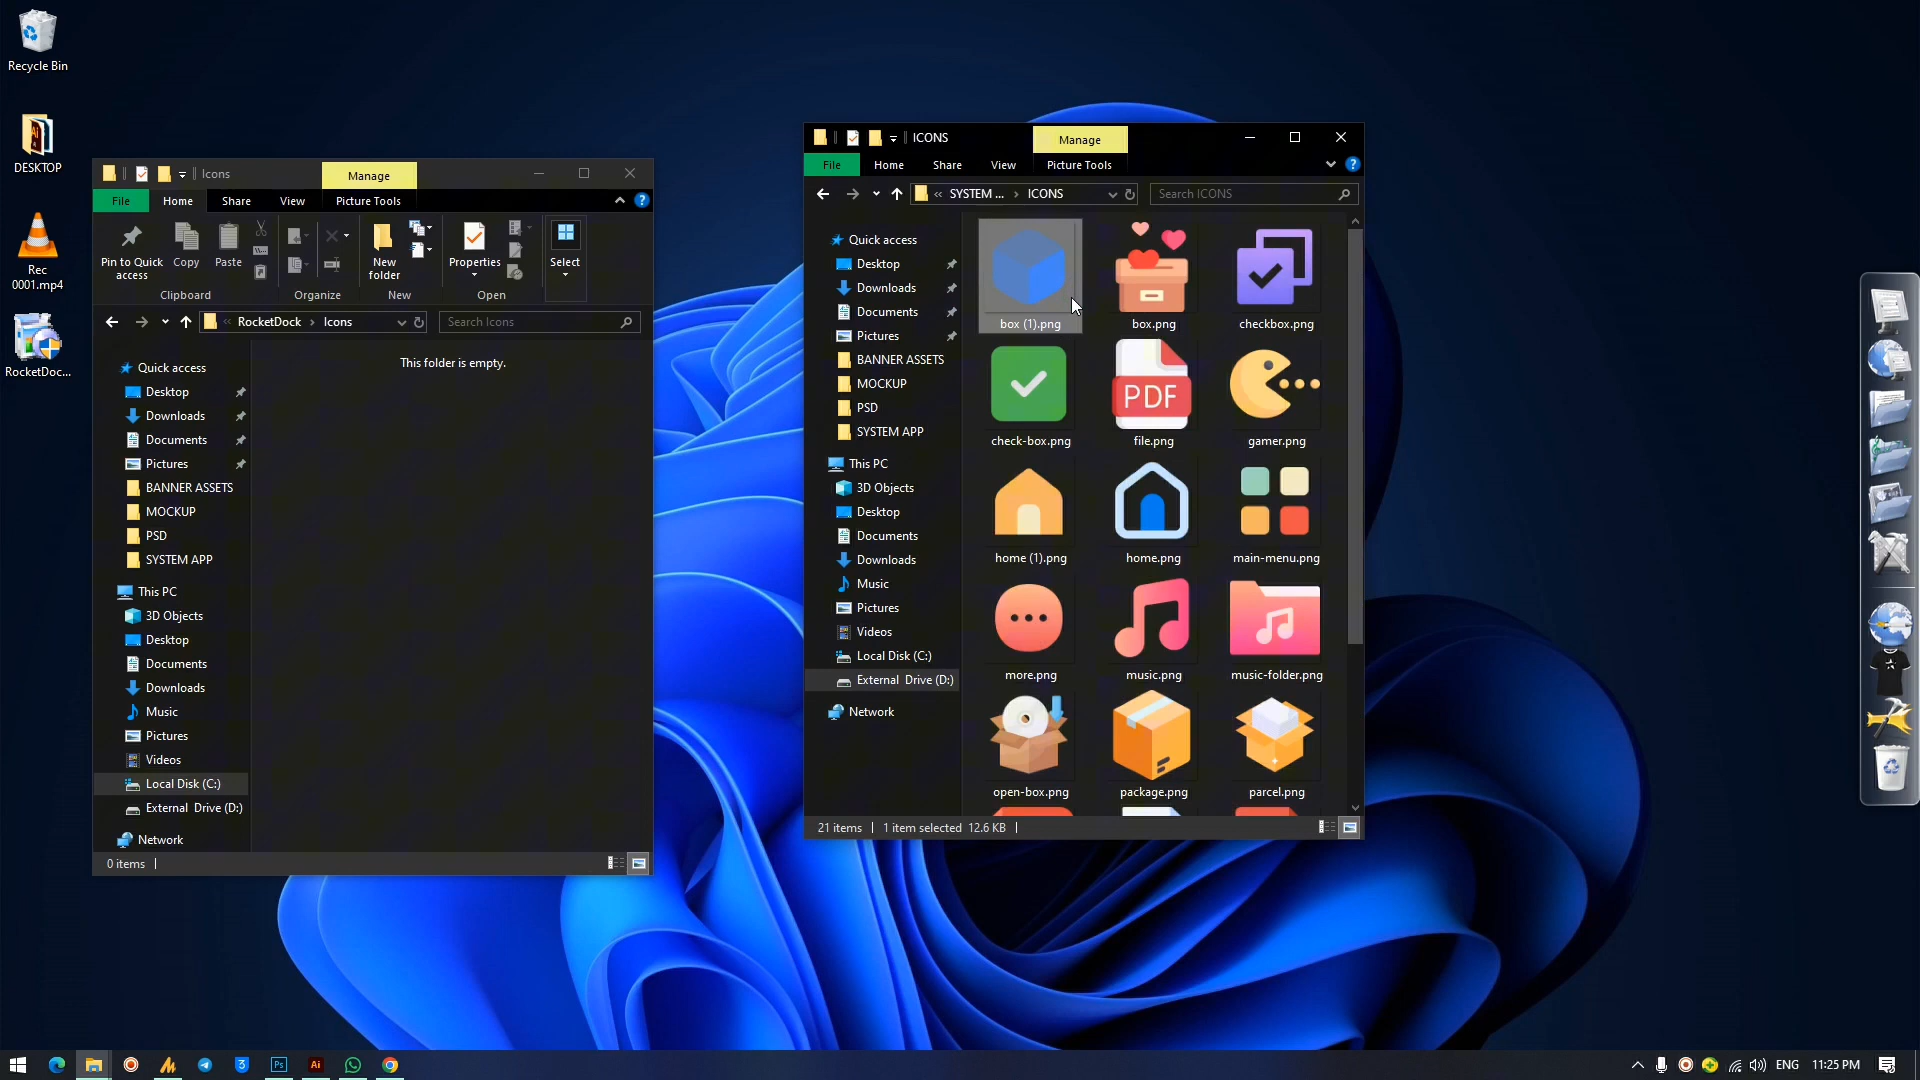 Recycle Bin
DESKTOP
Rec
0001.mp4
RocketDoc...
Icons
Manage
File
Home
Share
View
Picture Tools
Pin to Quick
access
Copy
Paste
New
folder
Properties
Select
Clipboard
Organize
New
Open
« RocketDock › Icons
Search Icons
This folder is empty.
Quick access
Desktop
Downloads
Documents
Pictures
BANNER ASSETS
MOCKUP
PSD
SYSTEM APP
This PC
3D Objects
Desktop
Documents
Downloads
Music
Pictures
Videos
Local Disk (C:)
External Drive (D:)
Network
0 items
ICONS
Manage
File
Home
Share
View
Picture Tools
« SYSTEM ... › ICONS
Search ICONS
Quick access
Desktop
Downloads
Documents
Pictures
BANNER ASSETS
MOCKUP
PSD
SYSTEM APP
This PC
3D Objects
Desktop
Documents
Downloads
Music
Pictures
Videos
Local Disk (C:)
External Drive (D:)
Network
box (1).png
box.png
checkbox.png
PDF
check-box.png
file.png
gamer.png
home (1).png
home.png
main-menu.png
more.png
music.png
music-folder.png
open-box.png
package.png
parcel.png
21 items
1 item selected 12.6 KB
Ps
Ai
ENG
11:25 PM